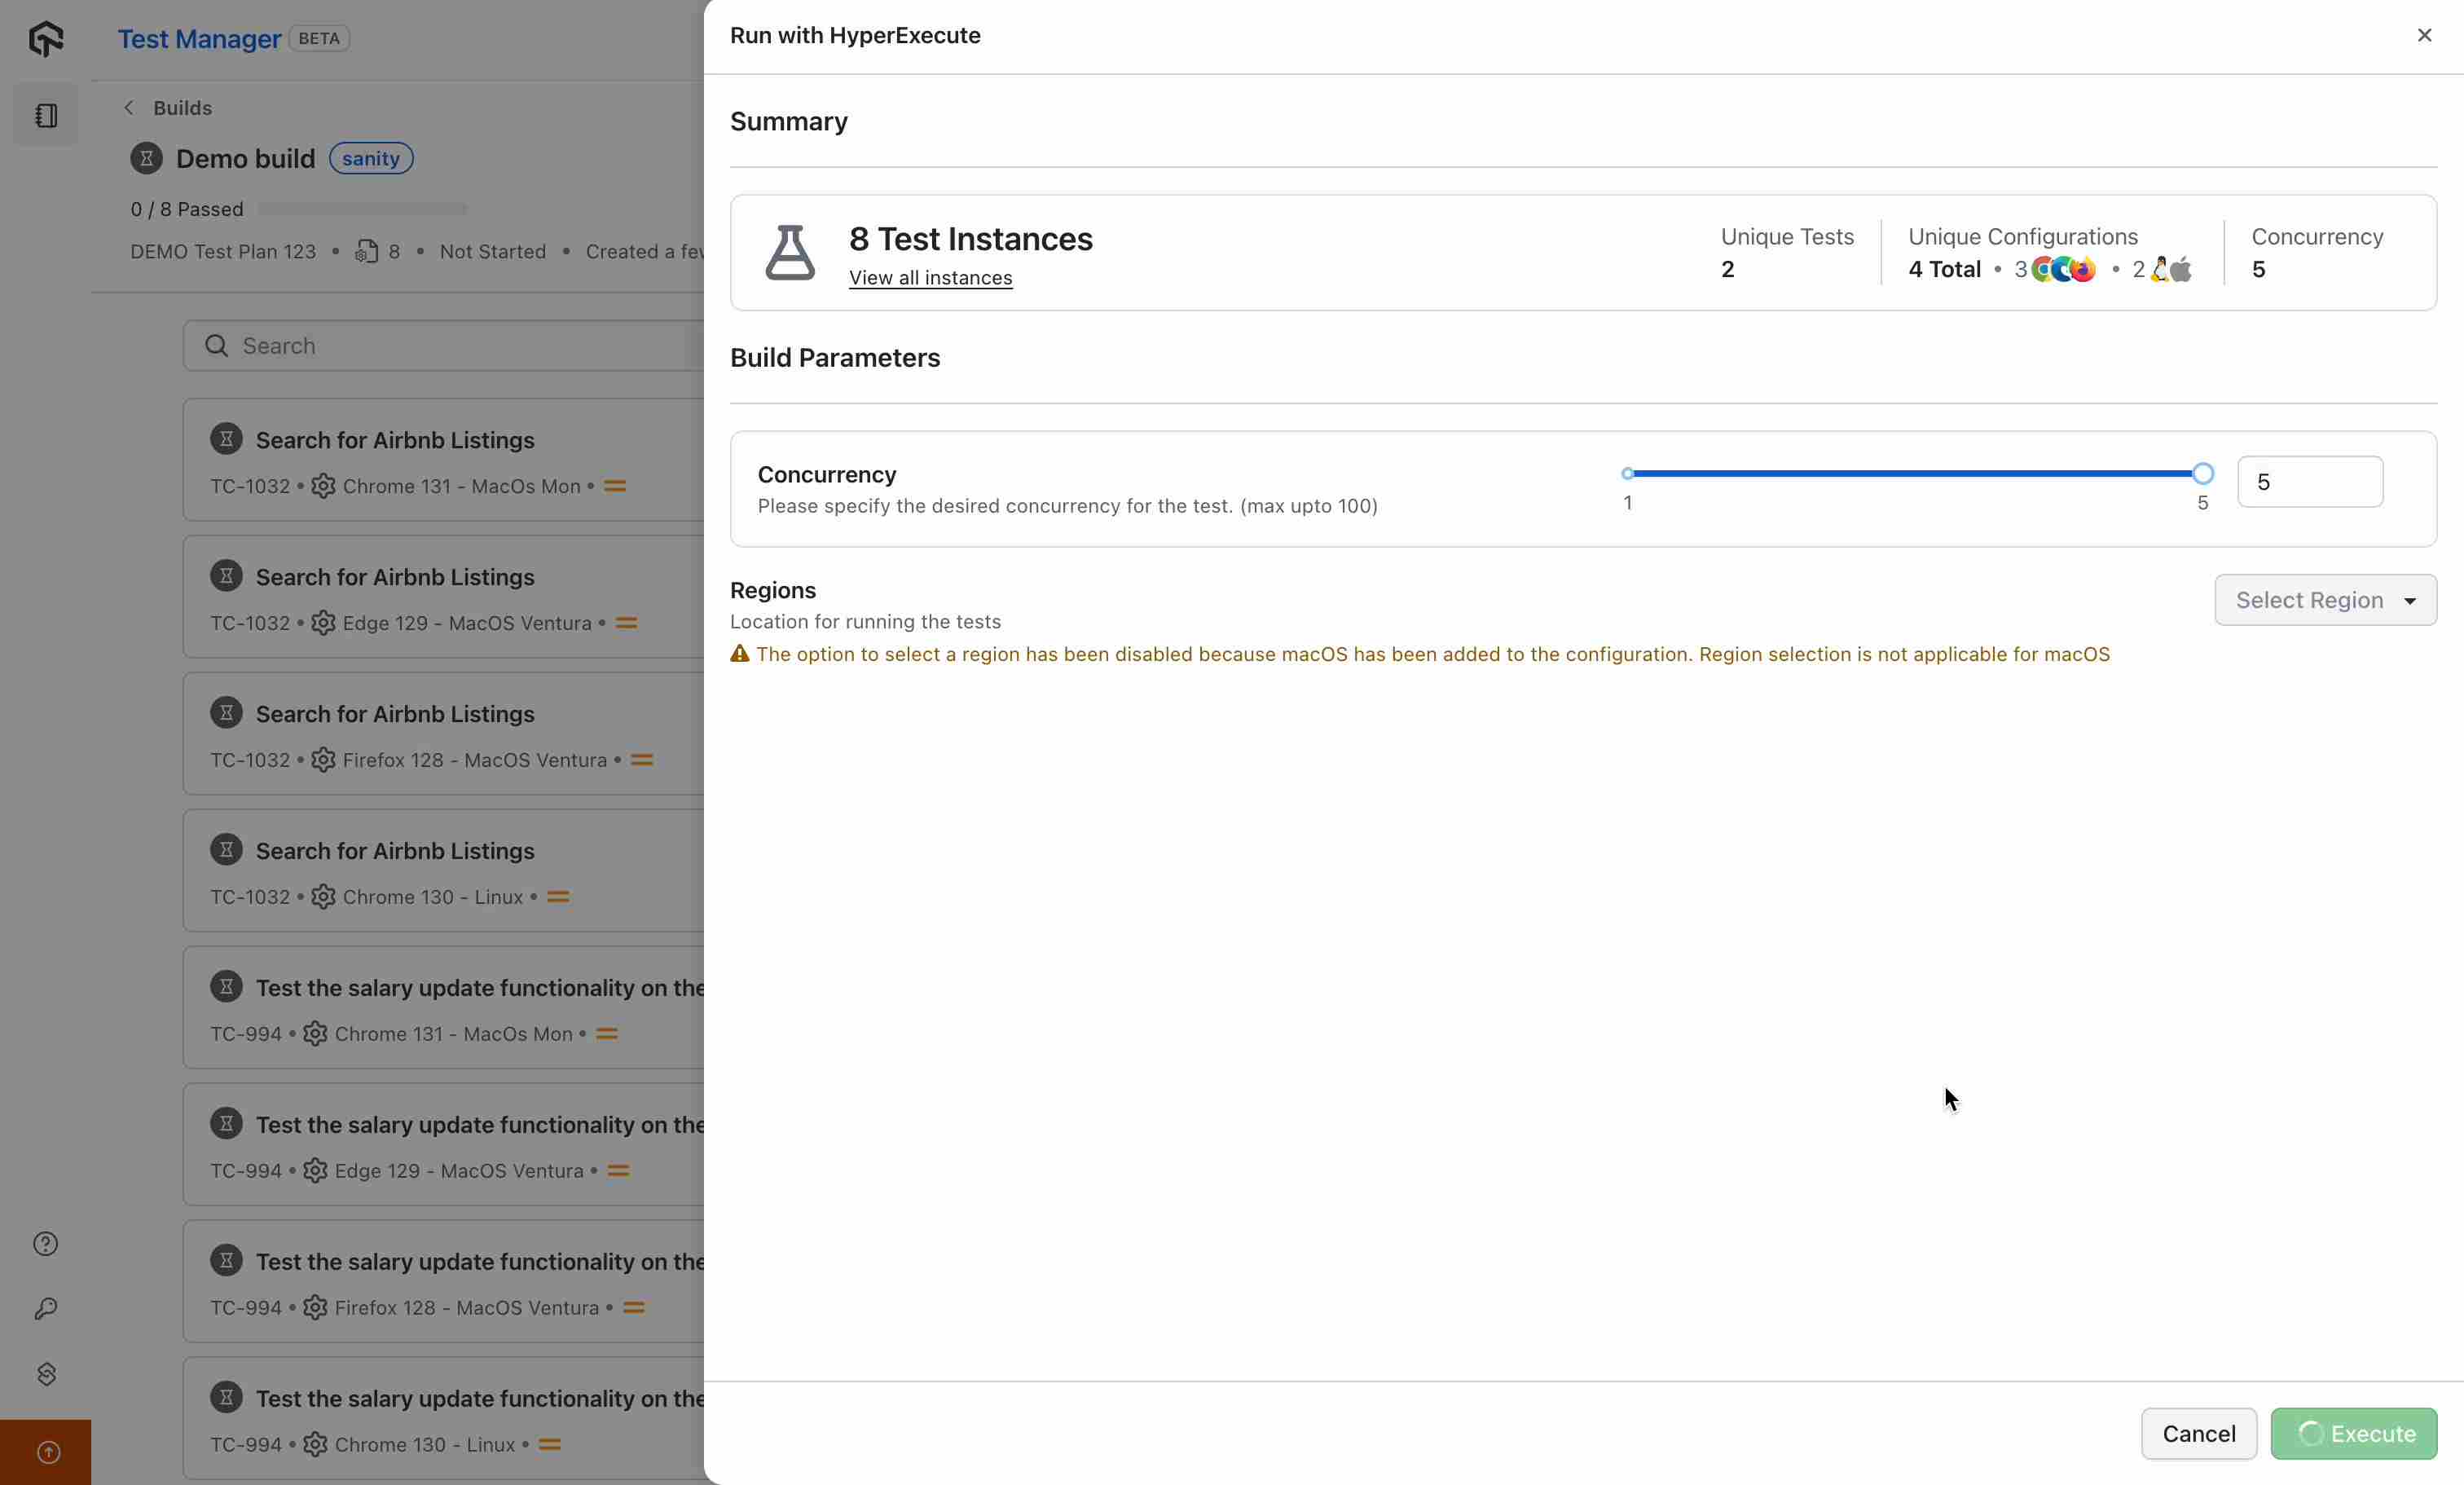 Test Manager BETA
Builds
Demo build sanity
0 / 8 Passed
DEMO Test Plan 123 • 8 • Not Started • Created a few
Search
Search for Airbnb Listings
TC-1032 • Chrome 131 - MacOs Mon •
Search for Airbnb Listings
TC-1032 • Edge 129 - MacOS Ventura •
Search for Airbnb Listings
TC-1032 • Firefox 128 - MacOS Ventura •
Search for Airbnb Listings
TC-1032 • Chrome 130 - Linux •
Test the salary update functionality on the
TC-994 • Chrome 131 - MacOs Mon •
Test the salary update functionality on the
TC-994 • Edge 129 - MacOS Ventura •
Test the salary update functionality on the
TC-994 • Firefox 128 - MacOS Ventura •
Test the salary update functionality on the
TC-994 • Chrome 130 - Linux •
Run with HyperExecute
Summary
8 Test Instances
View all instances
Unique Tests
2
Unique Configurations
4 Total • 3 • 2
Concurrency
5
Build Parameters
Concurrency
Please specify the desired concurrency for the test. (max upto 100)
1
5
5
Regions
Location for running the tests
Select Region
The option to select a region has been disabled because macOS has been added to the configuration. Region selection is not applicable for macOS
Cancel
Execute